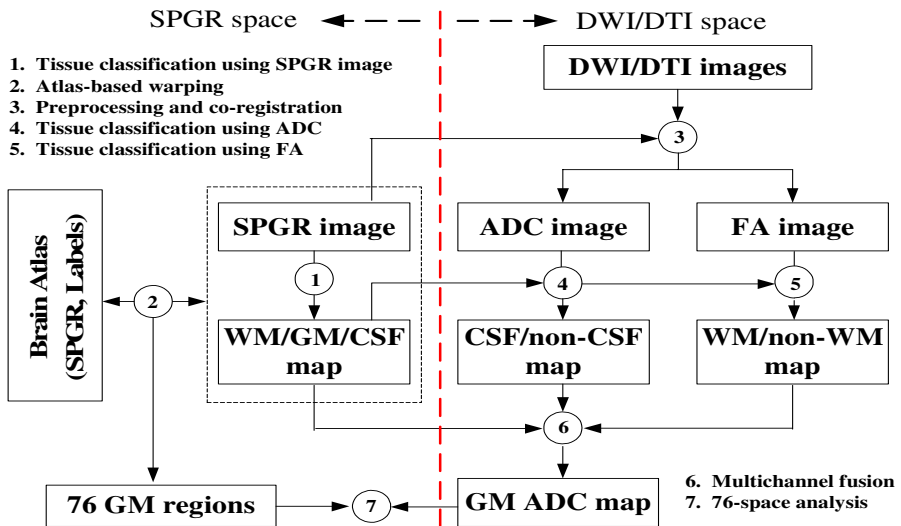 SPGR space
DWI/DTI space
1. Tissue classification using SPGR image
2. Atlas-based warping
3. Preprocessing and co-registration
4. Tissue classification using ADC
5. Tissue classification using FA
DWI/DTI images
3
Brain Atlas
(SPGR, Labels)
SPGR image
ADC image
FA image
1
2
4
5
WM/GM/CSF
map
CSF/non-CSF
map
WM/non-WM
map
6
76 GM regions
7
GM ADC map
6. Multichannel fusion
7. 76-space analysis